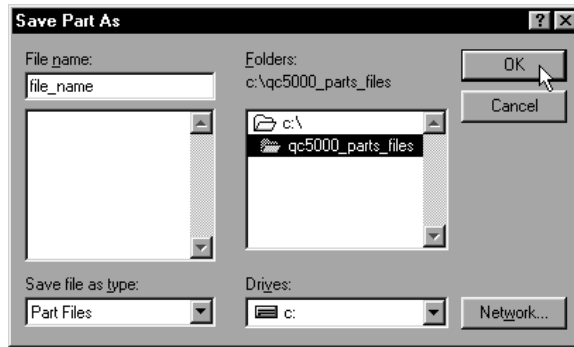 Save Part As
File name:
file_name
Folders:
c:\qc5000_parts_files
c:\
qc5000_parts_files
OK
Cancel
Save file as type:
Part Files
Drives:
c:
Network...